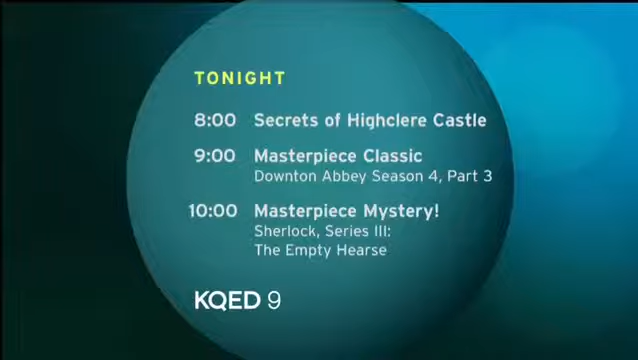 TONIGHT
8:00 Secrets of Highclere Castle
9:00 Masterpiece Classic
Downton Abbey Season 4, Part 3
10:00 Masterpiece Mystery!
Sherlock, Series III:
The Empty Hearse
KQED 9